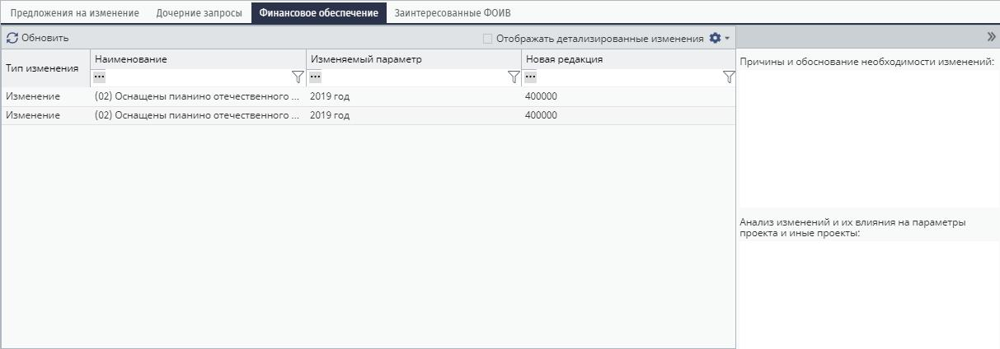 Предложения на изменение Дочерние запросы Финансовое обеспечение Заинтересованные ФОИВ
Обновить Отображать детализированные изменения
Тип изменения Наименование Изменяемый параметр Новая редакция
... ... ...
Изменение (02) Оснащены пианино отечественного ... 2019 год 400000
Изменение (02) Оснащены пианино отечественного ... 2019 год 400000
Причины и обоснование необходимости изменений:
Анализ изменений и их влияния на параметры
проекта и иные проекты: